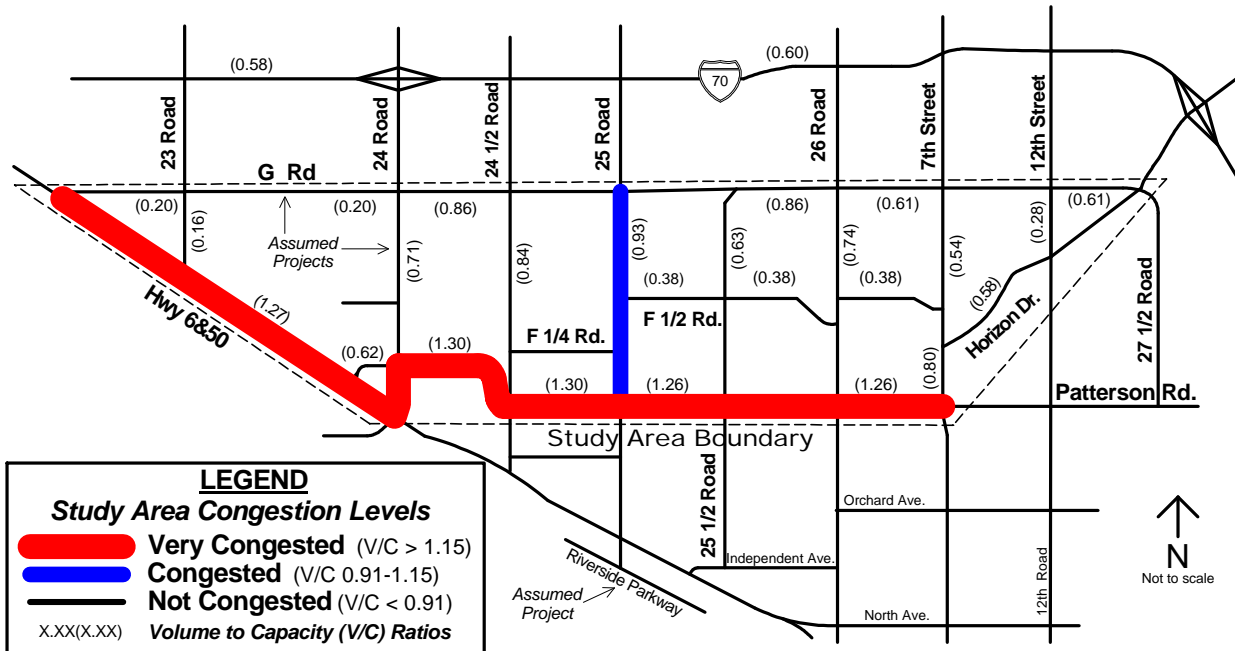 (0.58)
(0.60)
70
23 Road
24 Road
24 1/2 Road
25 Road
26 Road
7th Street
12th Street
G Rd
(0.20)
(0.16)
Assumed
Projects
(0.20)
(0.71)
(0.86)
(0.84)
(0.93)
(0.63)
(0.86)
(0.74)
(0.61)
(0.54)
(0.28)
(0.61)
(0.38)
(0.38)
(0.38)
(0.58)
Horizon Dr.
27 1/2 Road
Hwy 6&50
(1.27)
(0.62)
(1.30)
F 1/4 Rd.
F 1/2 Rd.
(1.30)
(1.26)
(1.26)
(0.80)
Patterson Rd.
Study Area Boundary
25 1/2 Road
Orchard Ave.
Independent Ave.
Riverside Parkway
Assumed
Project
North Ave.
12th Road
N
Not to scale
LEGEND
Study Area Congestion Levels
Very Congested (V/C > 1.15)
Congested (V/C 0.91-1.15)
Not Congested (V/C < 0.91)
X.XX(X.XX) Volume to Capacity (V/C) Ratios